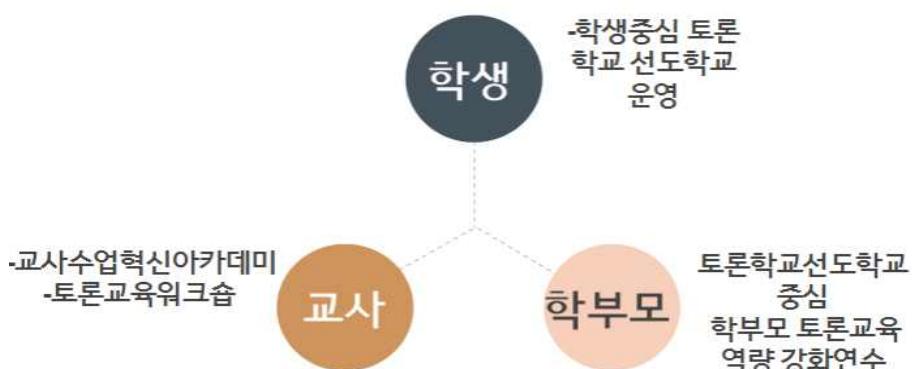 -학생중심 토론
학교 선도학교
운영
학생
-교사수업혁신아카데미
-토론교육워크숍
교사
학부모
토론학교선도학교
중심
학부모 토론교육
역량 강화연수